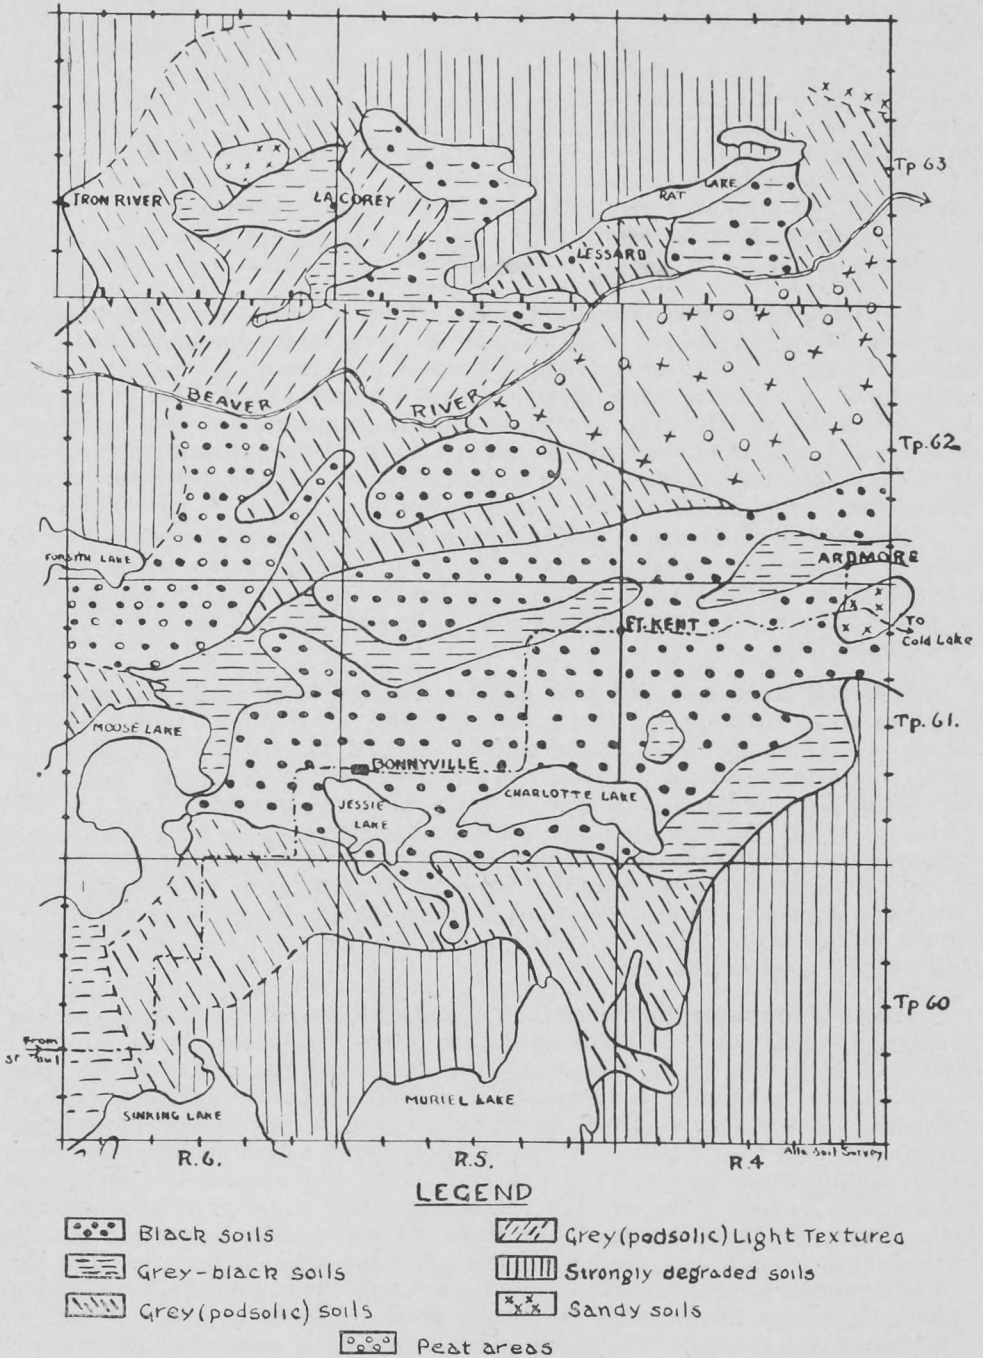 Tp 63
IRON RIVER
LA COREY
RAT LAKE
LESSARD
BEAVER RIVER
Tp. 62
FORSYTH LAKE
ARDMORE
FT. KENT
TO
Cold Lake
MOOSE LAKE
Tp. 61.
BONNYVILLE
JESSIE
LAKE
CHARLOTTE LAKE
Tp 60
From
MURIEL LAKE
SINKING LAKE
Alta Soil Survey
R.6.
R.5.
R.4
LEGEND
Black soils
Grey-black soils
Grey (podsolic) soils
Grey (podsolic) Light Textured
Strongly degraded soils
Sandy soils
Peat areas